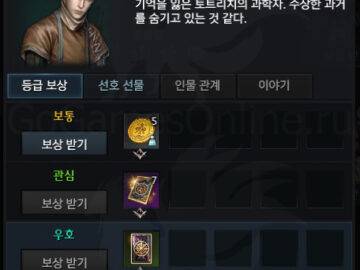 기억을 잃은 토트리치의 과학자. 수상한 과거
를 숨기고 있는 것 같다.
등급 보상 선호 선물 인물 관계 이야기
보통
보상 받기
5
관심
보상 받기
우호
보상 받기